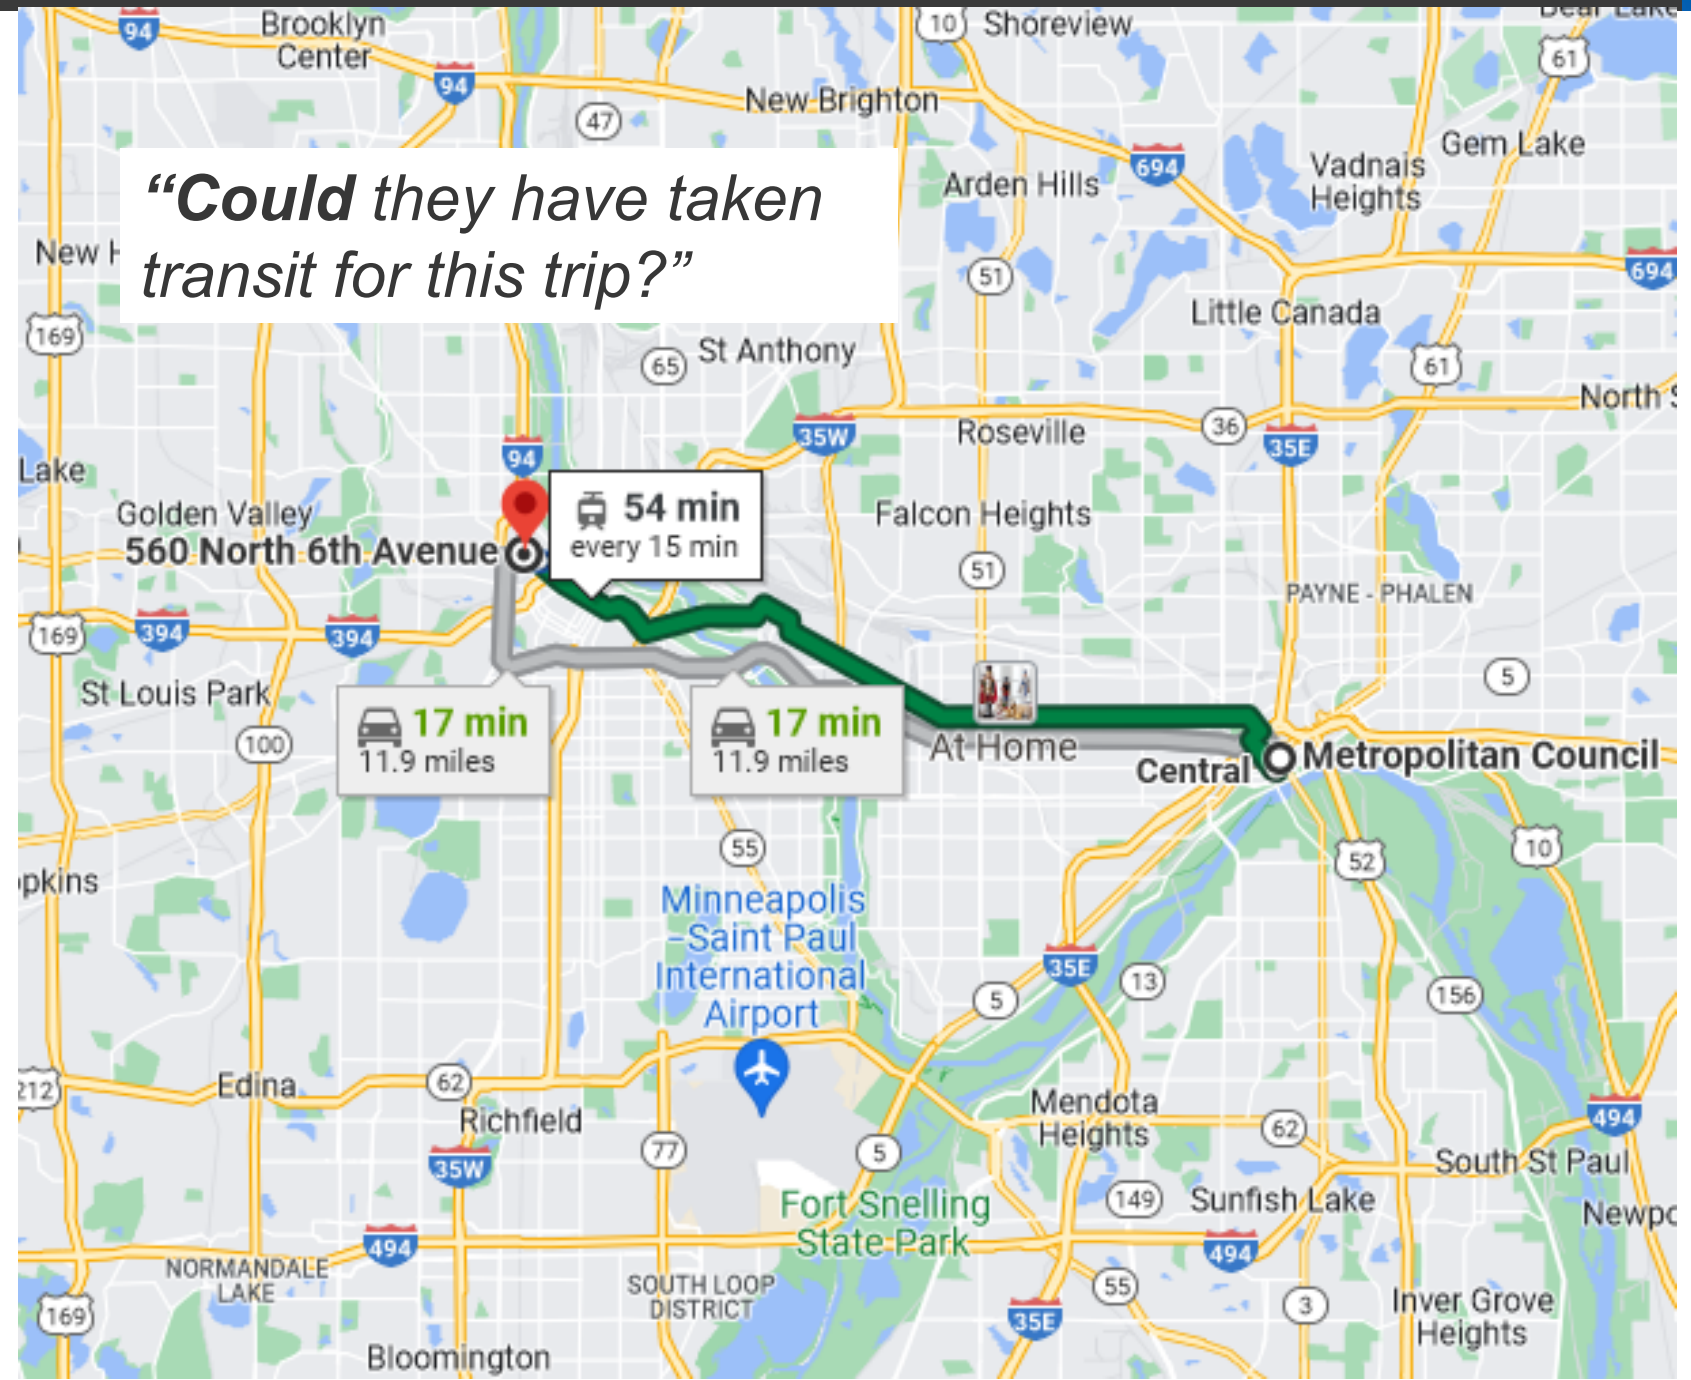 94
Brooklyn
Center
10
Shoreview
61
94
New Brighton
47
Gem Lake
694
Vadnais
Heights
Arden Hills
“Could they have taken
transit for this trip?”
New H
51
694
Little Canada
169
St Anthony
65
61
North S
35W
36
Roseville
35E
94
Lake
Golden Valley
54 min
every 15 min
Falcon Heights
560 North 6th Avenue
51
PAYNE - PHALEN
169
394
394
5
St Louis Park
17 min
11.9 miles
17 min
11.9 miles
100
At Home
Central
Metropolitan Council
55
52
10
pkins
Minneapolis
–Saint Paul
International
Airport
35E
13
5
156
212
Edina
62
Richfield
Mendota
Heights
494
62
77
5
35W
South St Paul
149
Sunfish Lake
Fort Snelling
State Park
Newpo
494
494
NORMANDALE
LAKE
SOUTH LOOP
DISTRICT
55
169
35E
3
Inver Grove
Heights
Bloomington